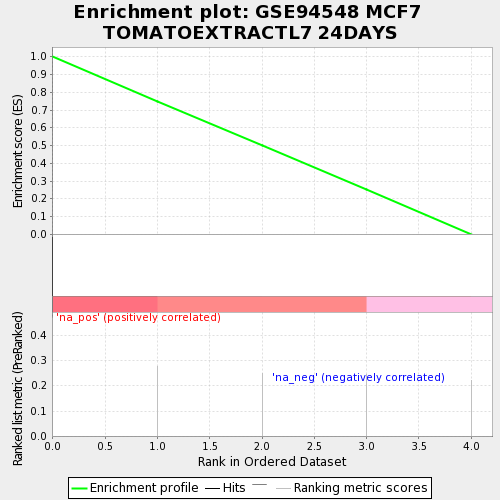 Enrichment plot: GSE94548 MCF7
TOMATOEXTRACTL7 24DAYS
Enrichment score (ES)
1.0
0.9
0.8
0.7
0.6
0.5
0.4
0.3
0.2
0.1
0.0
'na_pos' (positively correlated)
Ranked list metric (PreRanked)
0.4
0.3
0.2
0.1
0.0
'na_neg' (negatively correlated)
0.0 0.5 1.0 1.5 2.0 2.5 3.0 3.5 4.0
Rank in Ordered Dataset
Enrichment profile Hits Ranking metric scores